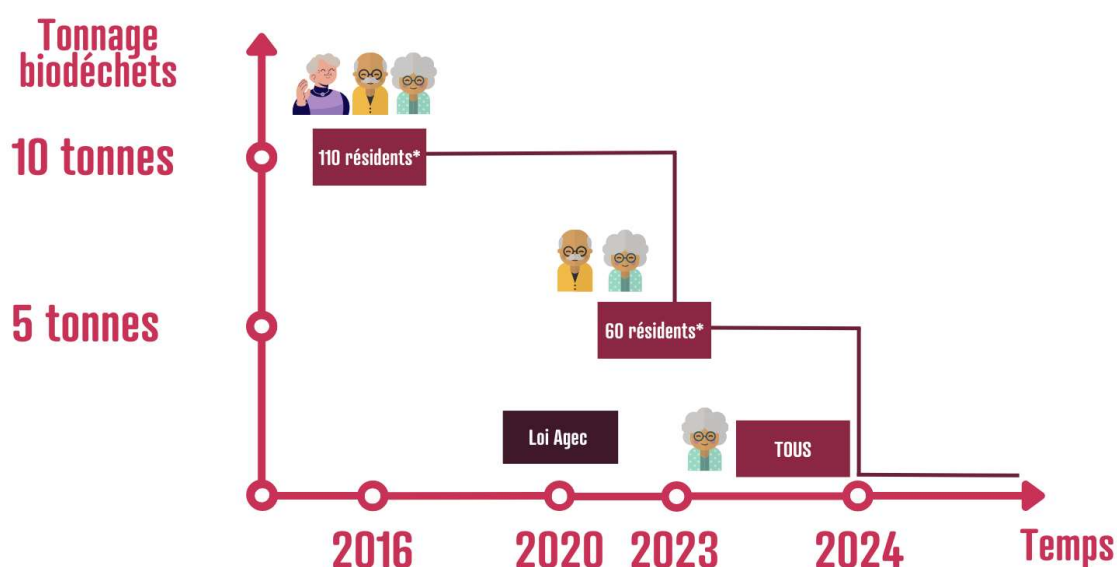 Tonnage
biodéchets
10 tonnes
110 résidents*
5 tonnes
60 résidents*
Loi Agec
TOUS
2016
2020
2023
2024
Temps